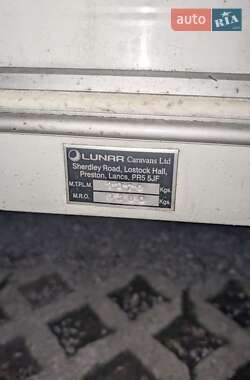 auto
RIA
LUNAR Caravans Ltd
Sherdley Road, Lostock Hall,
Preston, Lancs, PR5 5JF
M.T.P.L.M. Kgs.
M.R.O. Kgs.